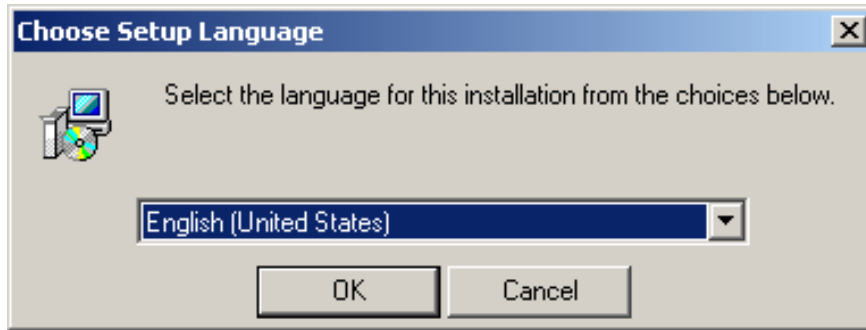 Choose Setup Language
Select the language for this installation from the choices below.
English (United States)
OK
Cancel